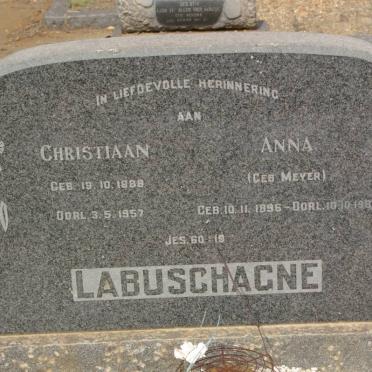 IN LIEFDEVOLLE HERINNERING
AAN
CHRISTIAAN
GEB. 19.10.1888
OORL. 3.5.1957
ANNA
(GEB MEYER)
GEB. 10.11.1896 - OORL.
JES. 60:19
LABUSCHAGNE